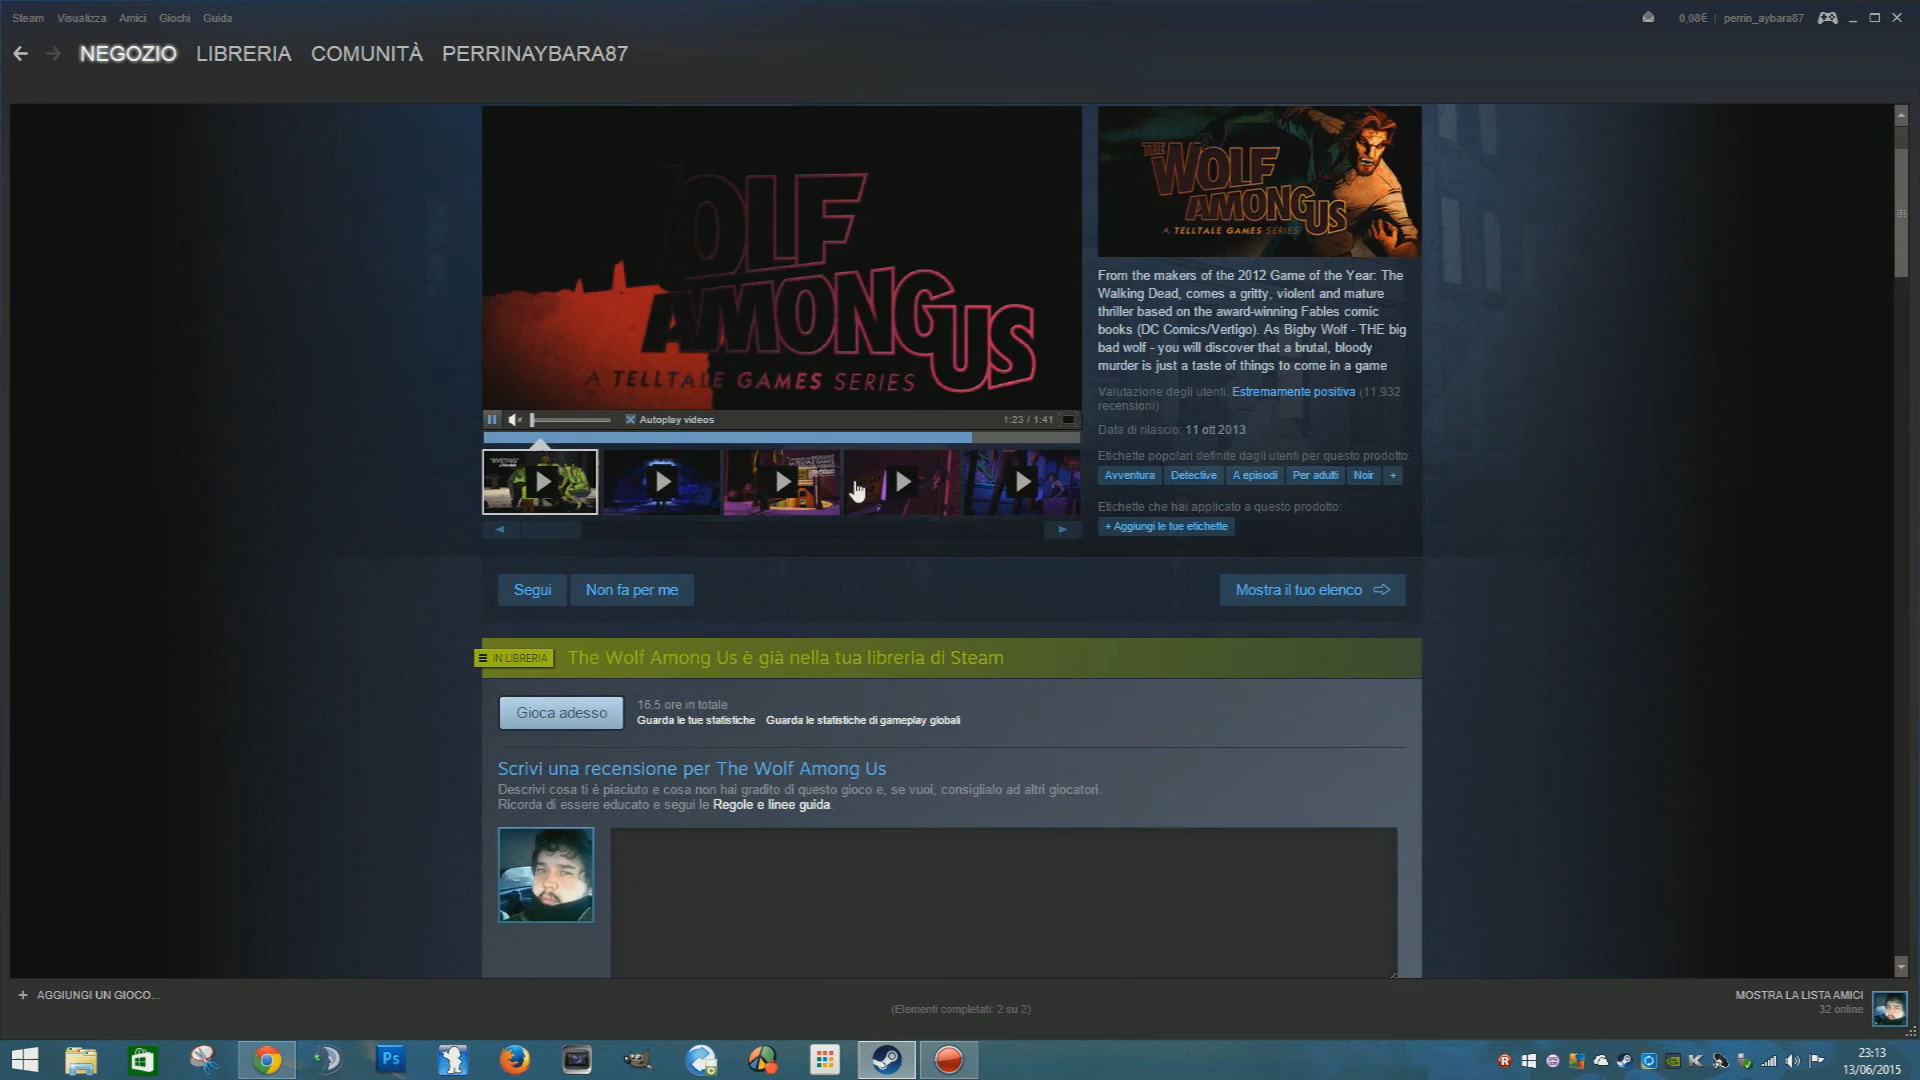 Steam Visualizza Amici Giochi Guida
0,08€ | perrin_aybara87
NEGOZIO LIBRERIA COMUNITÀ PERRINAYBARA87
WOLF
AMONG US
A TELLTALE GAMES SERIES
THE WOLF
AMONG US
A TELLTALE GAMES SERIES
From the makers of the 2012 Game of the Year: The
Walking Dead, comes a gritty, violent and mature
thriller based on the award-winning Fables comic
books (DC Comics/Vertigo). As Bigby Wolf - THE big
bad wolf - you will discover that a brutal, bloody
murder is just a taste of things to come in a game
Valutazione degli utenti: Estremamente positiva (11,932
recensioni)
Autoplay videos
1:23 / 1:41
Data di rilascio: 11 ott 2013
Etichette popolari definite dagli utenti per questo prodotto:
Avventura Detective A episodi Per adulti Noir +
Etichette che hai applicato a questo prodotto:
+ Aggiungi le tue etichette
Segui Non fa per me
Mostra il tuo elenco
IN LIBRERIA The Wolf Among Us è già nella tua libreria di Steam
Gioca adesso
16.5 ore in totale
Guarda le tue statistiche Guarda le statistiche di gameplay globali
Scrivi una recensione per The Wolf Among Us
Descrivi cosa ti è piaciuto e cosa non hai gradito di questo gioco e, se vuoi, consiglialo ad altri giocatori.
Ricorda di essere educato e segui le Regole e linee guida.
+ AGGIUNGI UN GIOCO...
(Elementi completati: 2 su 2)
MOSTRA LA LISTA AMICI
32 online
Ps
23:13
13/06/2015